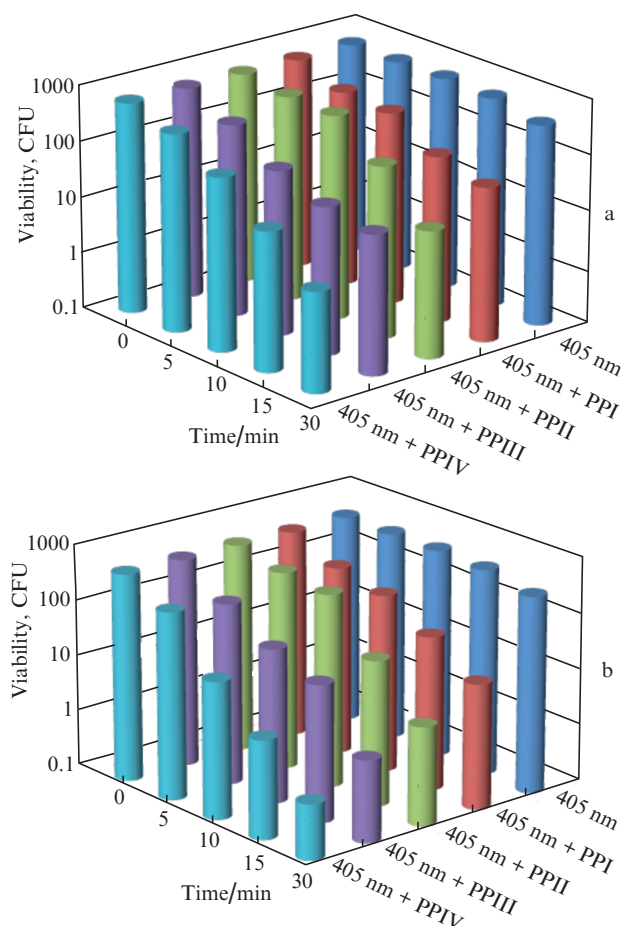 1000
100
10
1
0.1
Viability, CFU
0
5
10
15
30
Time/min
405 nm
405 nm + PPI
405 nm + PPII
405 nm + PPIII
405 nm + PPIV
a
1000
100
10
1
0.1
Viability, CFU
0
5
10
15
30
Time/min
405 nm
405 nm + PPI
405 nm + PPII
405 nm + PPIII
405 nm + PPIV
b